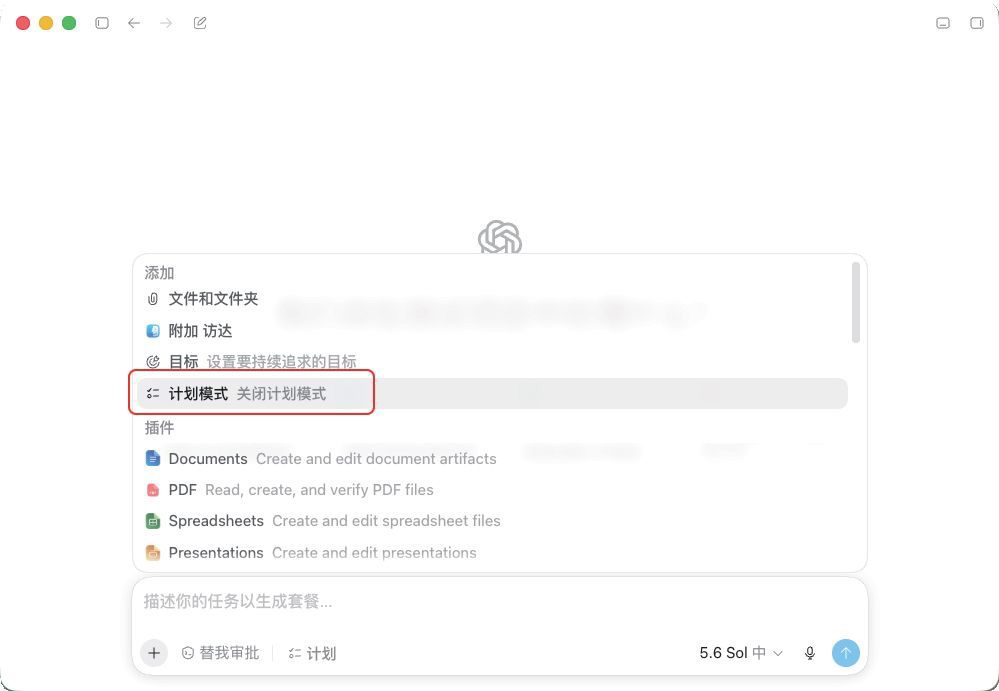 添加
文件和文件夹
附加 访达
目标 设置要持续追求的目标
计划模式 关闭计划模式
插件
Documents Create and edit document artifacts
PDF Read, create, and verify PDF files
Spreadsheets Create and edit spreadsheet files
Presentations Create and edit presentations
描述你的任务以生成套餐...
替我审批 计划 5.6 Sol 中